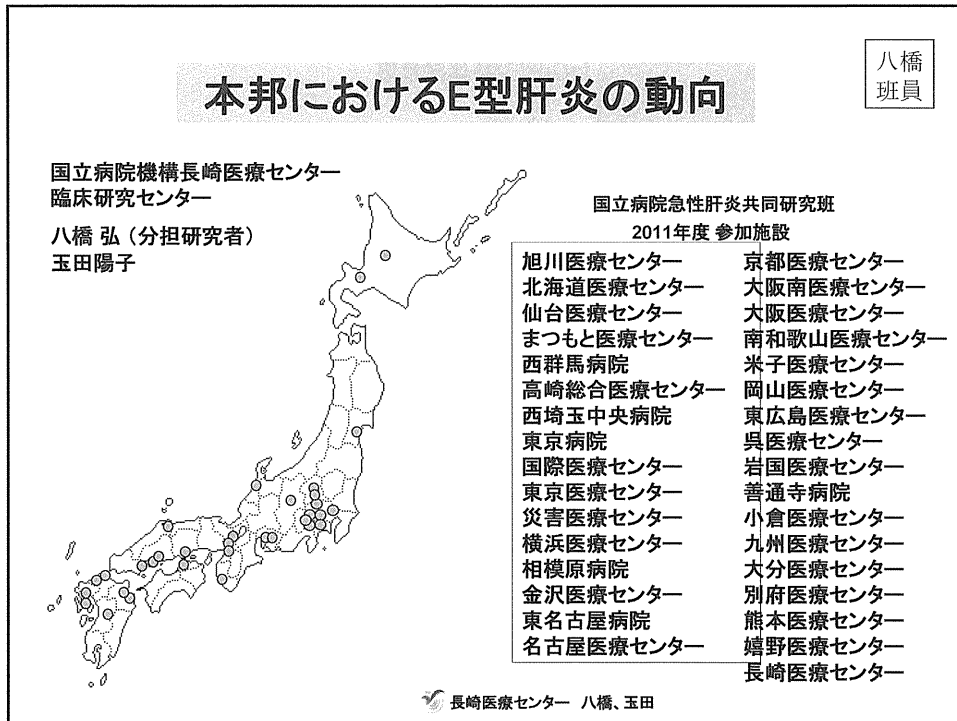 八橋
班員
本邦におけるE型肝炎の動向
国立病院機構長崎医療センター
臨床研究センター
八橋 弘（分担研究者）
玉田陽子
国立病院急性肝炎共同研究班
2011年度 参加施設
旭川医療センター
北海道医療センター
仙台医療センター
まつもと医療センター
西群馬病院
高崎総合医療センター
西埼玉中央病院
東京病院
国際医療センター
東京医療センター
災害医療センター
横浜医療センター
相模原病院
金沢医療センター
東名古屋病院
名古屋医療センター
京都医療センター
大阪南医療センター
大阪医療センター
南和歌山医療センター
米子医療センター
岡山医療センター
東広島医療センター
呉医療センター
岩国医療センター
善通寺病院
小倉医療センター
九州医療センター
大分医療センター
別府医療センター
熊本医療センター
嬉野医療センター
長崎医療センター
長崎医療センター 八橋、玉田